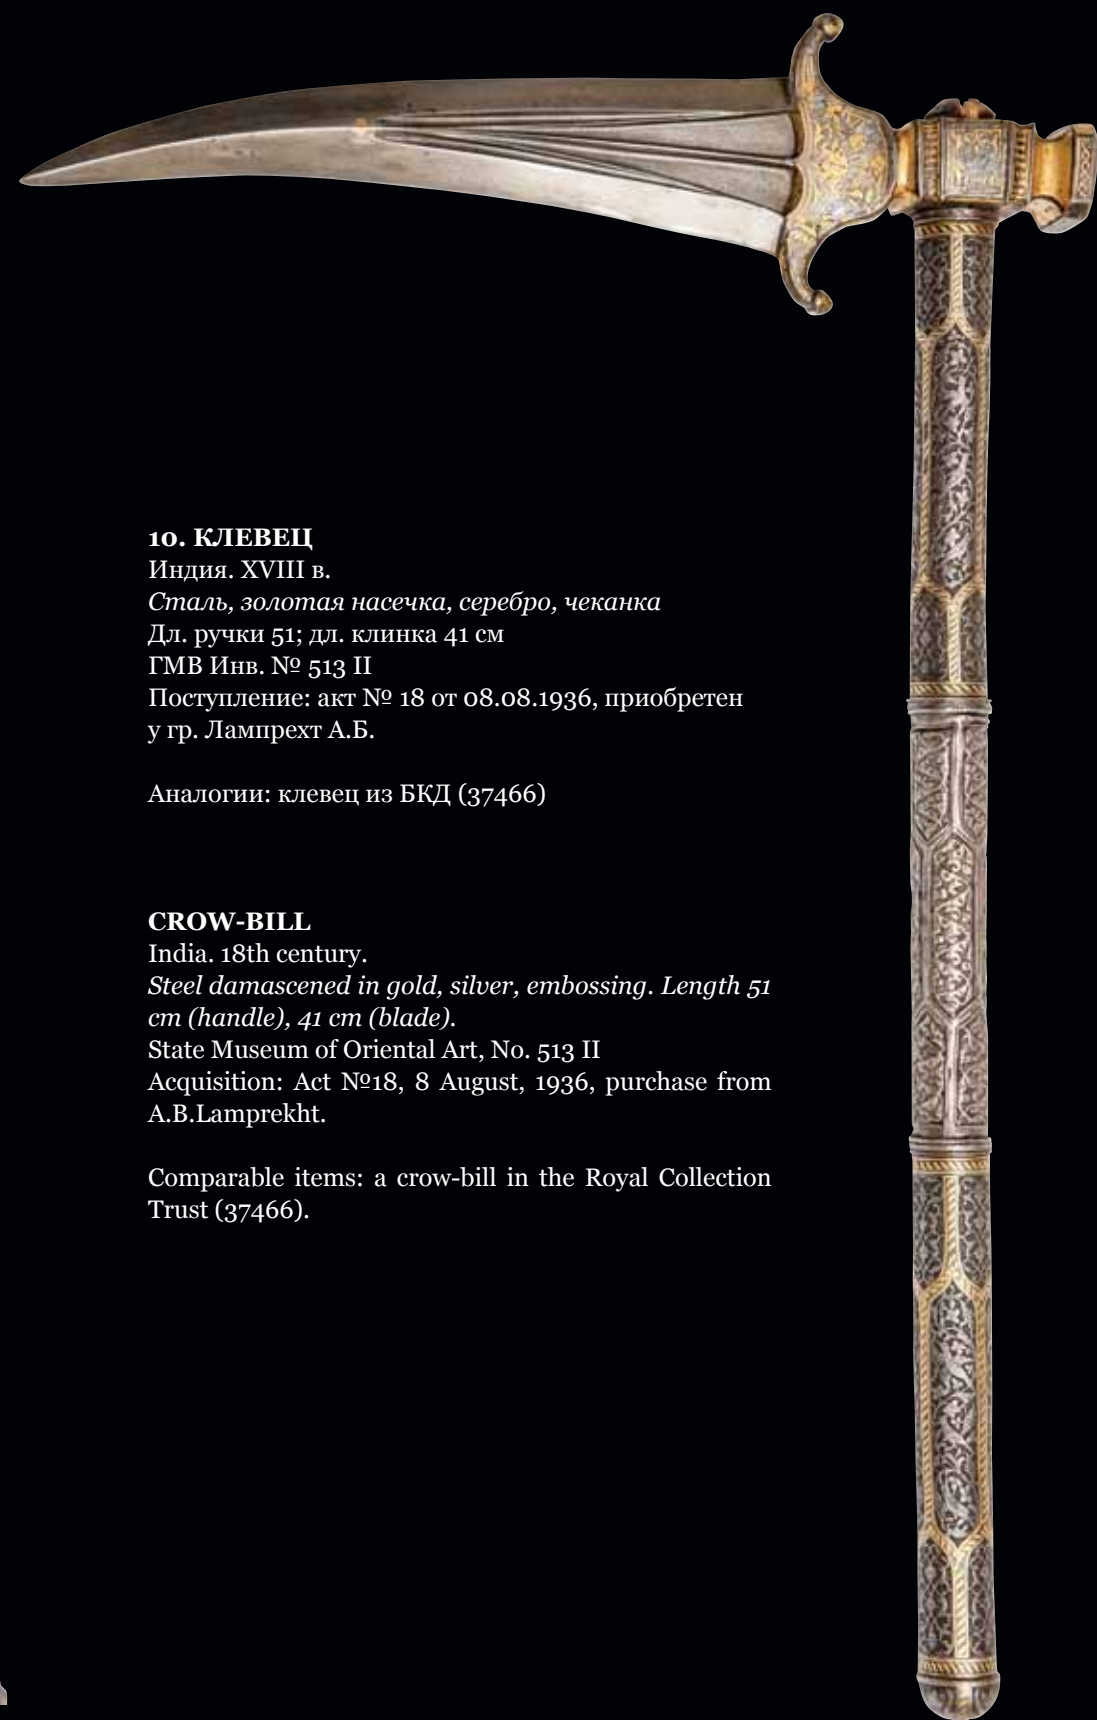 10. КЛЕВЕЦ
Индия. XVIII в.
Сталь, золотая насечка, серебро, чеканка
Дл. ручки 51; дл. клинка 41 см
ГМВ Инв. № 513 II
Поступление: акт № 18 от 08.08.1936, приобретен
у гр. Лампрехт А.Б.
Аналогии: клевец из БКД (37466)
CROW-BILL
India. 18th century.
Steel damascened in gold, silver, embossing. Length 51
cm (handle), 41 cm (blade).
State Museum of Oriental Art, No. 513 II
Acquisition: Act №18, 8 August, 1936, purchase from
A.B.Lamprekht.
Comparable items: a crow-bill in the Royal Collection
Trust (37466).